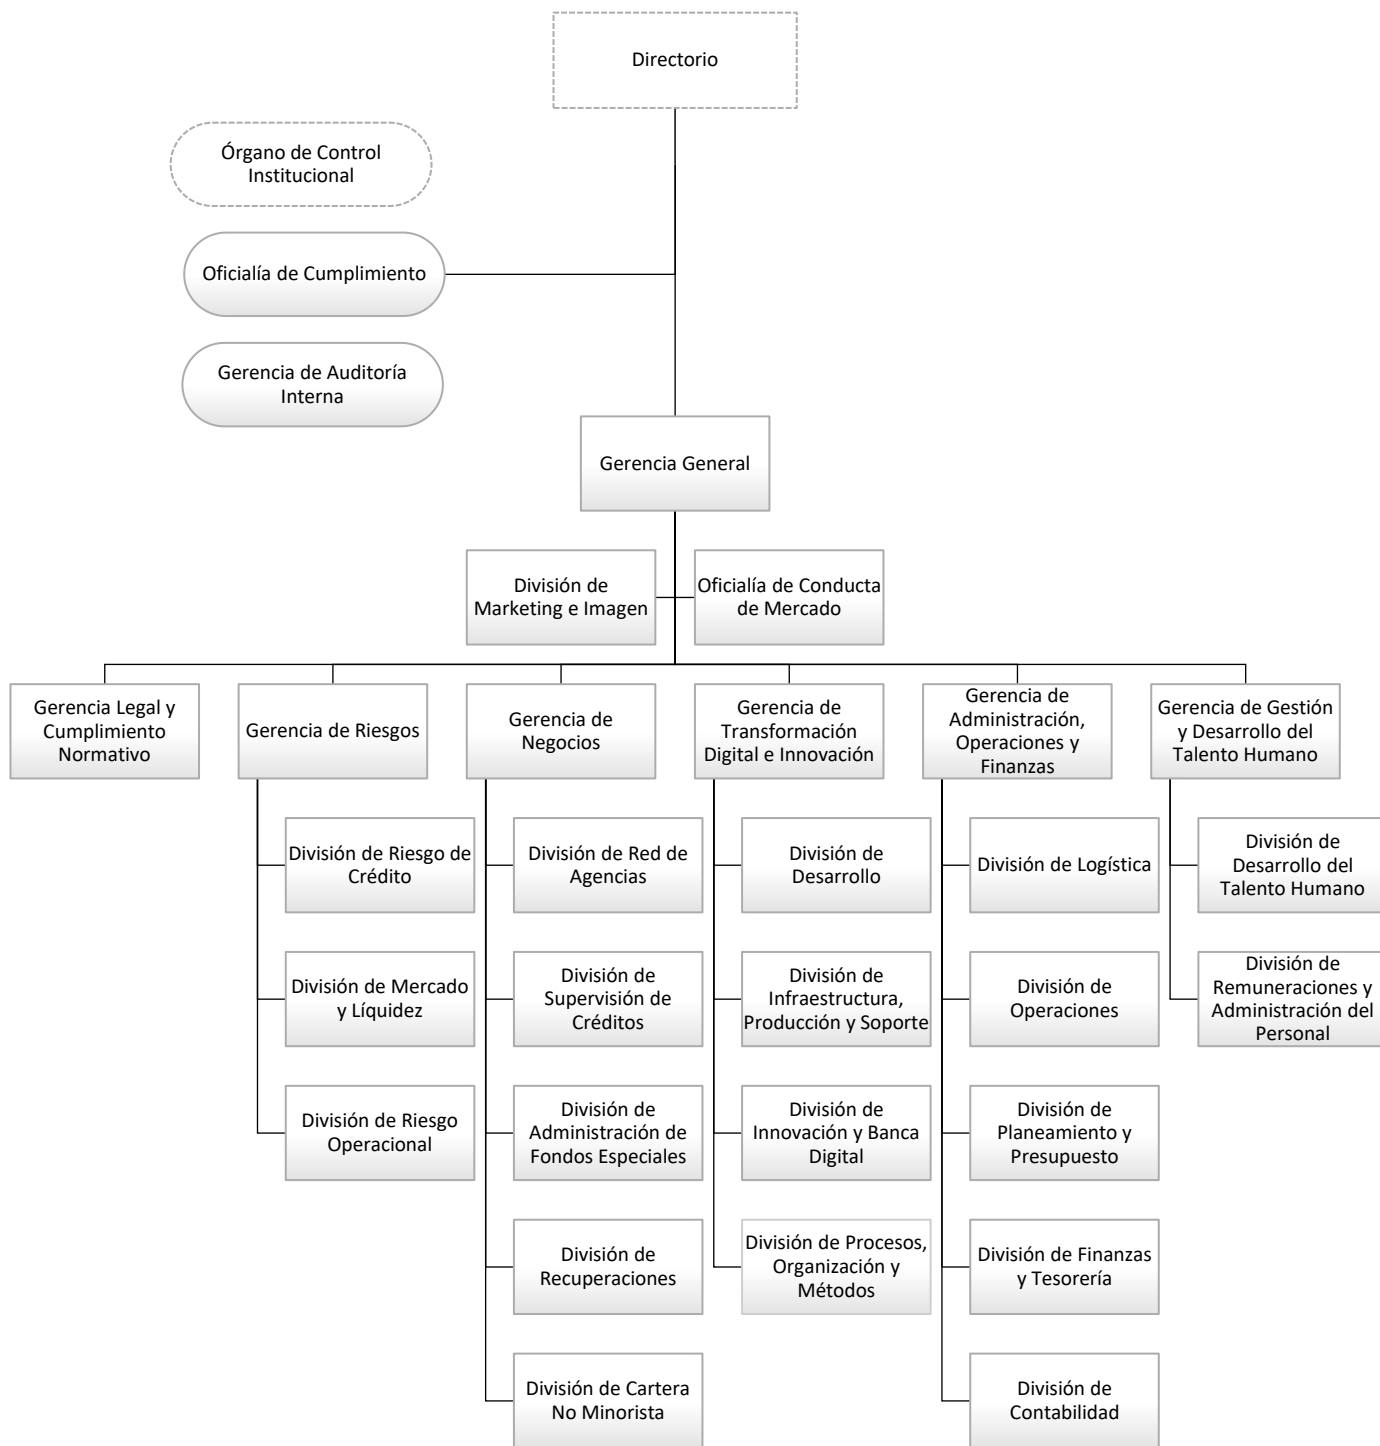 Directorio
Órgano de Control
Institucional
Oficialía de Cumplimiento
Gerencia de Auditoría
Interna
Gerencia General
División de
Marketing e Imagen
Oficialía de Conducta
de Mercado
Gerencia Legal y
Cumplimiento
Normativo
Gerencia de Riesgos
Gerencia de
Negocios
Gerencia de
Transformación
Digital e Innovación
Gerencia de
Administración,
Operaciones y
Finanzas
Gerencia de Gestión
y Desarrollo del
Talento Humano
División de Riesgo de
Crédito
División de Mercado
y Líquidez
División de Riesgo
Operacional
División de Red de
Agencias
División de
Supervisión de
Créditos
División de
Administración de
Fondos Especiales
División de
Recuperaciones
División de Cartera
No Minorista
División de
Desarrollo
División de
Infraestructura,
Producción y Soporte
División de
Innovación y Banca
Digital
División de Procesos,
Organización y
Métodos
División de Logística
División de
Operaciones
División de
Planeamiento y
Presupuesto
División de Finanzas
y Tesorería
División de
Contabilidad
División de
Desarrollo del
Talento Humano
División de
Remuneraciones y
Administración del
Personal